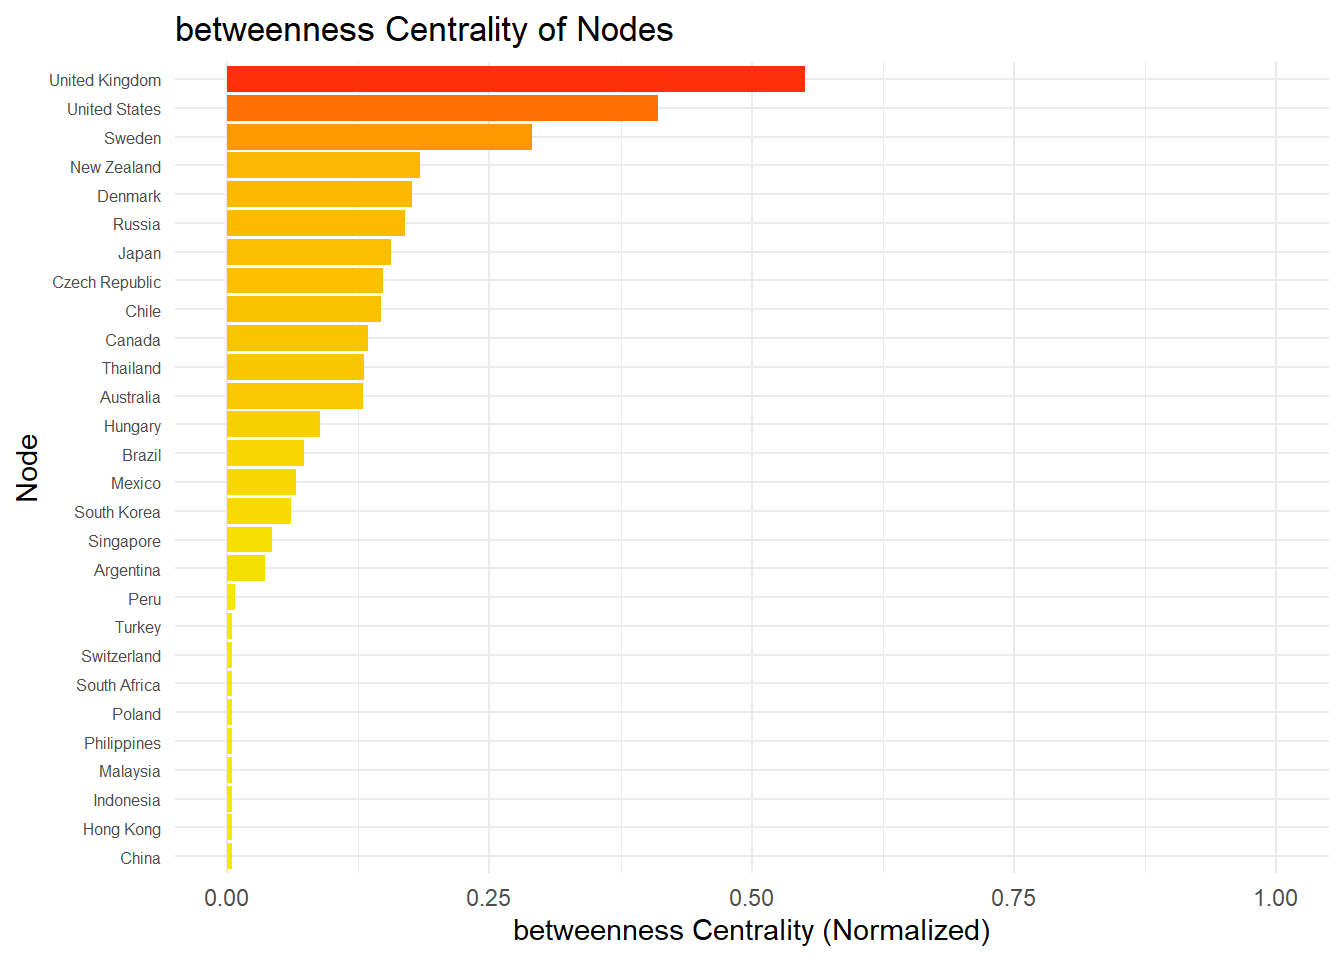 betweenness Centrality of Nodes
United Kingdom
United States
Sweden
New Zealand
Denmark
Russia
Japan
Czech Republic
Chile
Canada
Thailand
Australia
Hungary
Brazil
Mexico
South Korea
Singapore
Argentina
Peru
Turkey
Switzerland
South Africa
Poland
Philippines
Malaysia
Indonesia
Hong Kong
China
Node
0.00 0.25 0.50 0.75 1.00
betweenness Centrality (Normalized)